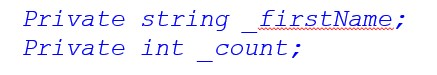 Private string _firstName;
Private int _count;